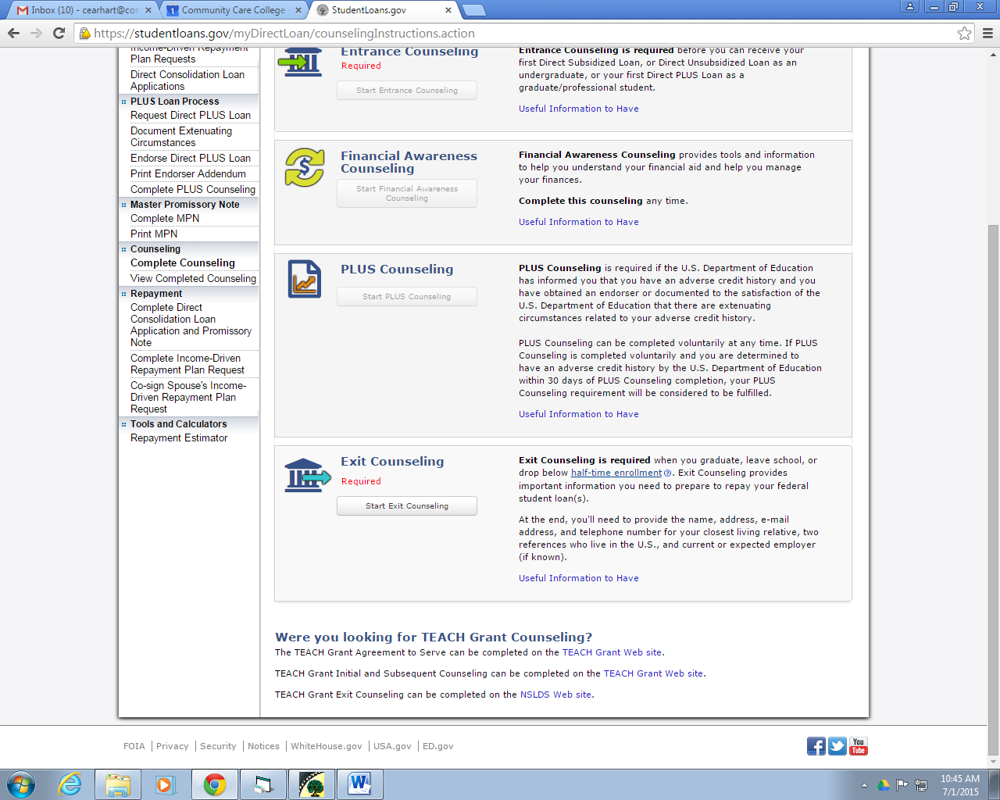 Inbox (10) - cearhart@con
Community Care College
StudentLoans.gov
https://studentloans.gov/myDirectLoan/counselingInstructions.action
Income-Driven Repayment
Plan Requests
Direct Consolidation Loan
Applications
PLUS Loan Process
Request Direct PLUS Loan
Document Extenuating
Circumstances
Endorse Direct PLUS Loan
Print Endorser Addendum
Complete PLUS Counseling
Master Promissory Note
Complete MPN
Print MPN
Counseling
Complete Counseling
View Completed Counseling
Repayment
Complete Direct
Consolidation Loan
Application and Promissory
Note
Complete Income-Driven
Repayment Plan Request
Co-sign Spouse's Income-
Driven Repayment Plan
Request
Tools and Calculators
Repayment Estimator
Entrance Counseling
Required
Start Entrance Counseling
Entrance Counseling is required before you can receive your
first Direct Subsidized Loan, or Direct Unsubsidized Loan as an
undergraduate, or your first Direct PLUS Loan as a
graduate/professional student.
Useful Information to Have
$
Financial Awareness
Counseling
Start Financial Awareness
Counseling
Financial Awareness Counseling provides tools and information
to help you understand your financial aid and help you manage
your finances.
Complete this counseling any time.
Useful Information to Have
PLUS Counseling
Start PLUS Counseling
PLUS Counseling is required if the U.S. Department of Education
has informed you that you have an adverse credit history and you
have obtained an endorser or documented to the satisfaction of the
U.S. Department of Education that there are extenuating
circumstances related to your adverse credit history.
PLUS Counseling can be completed voluntarily at any time. If PLUS
Counseling is completed voluntarily and you are determined to
have an adverse credit history by the U.S. Department of Education
within 30 days of PLUS Counseling completion, your PLUS
Counseling requirement will be considered to be fulfilled.
Useful Information to Have
Exit Counseling
Required
Start Exit Counseling
Exit Counseling is required when you graduate, leave school, or
drop below half-time enrollment ?. Exit Counseling provides
important information you need to prepare to repay your federal
student loan(s).
At the end, you'll need to provide the name, address, e-mail
address, and telephone number for your closest living relative, two
references who live in the U.S., and current or expected employer
(if known).
Useful Information to Have
Were you looking for TEACH Grant Counseling?
The TEACH Grant Agreement to Serve can be completed on the TEACH Grant Web site.
TEACH Grant Initial and Subsequent Counseling can be completed on the TEACH Grant Web site.
TEACH Grant Exit Counseling can be completed on the NSLDS Web site.
FOIA | Privacy | Security | Notices | WhiteHouse.gov | USA.gov | ED.gov
You
Tube
10:45 AM
7/1/2015